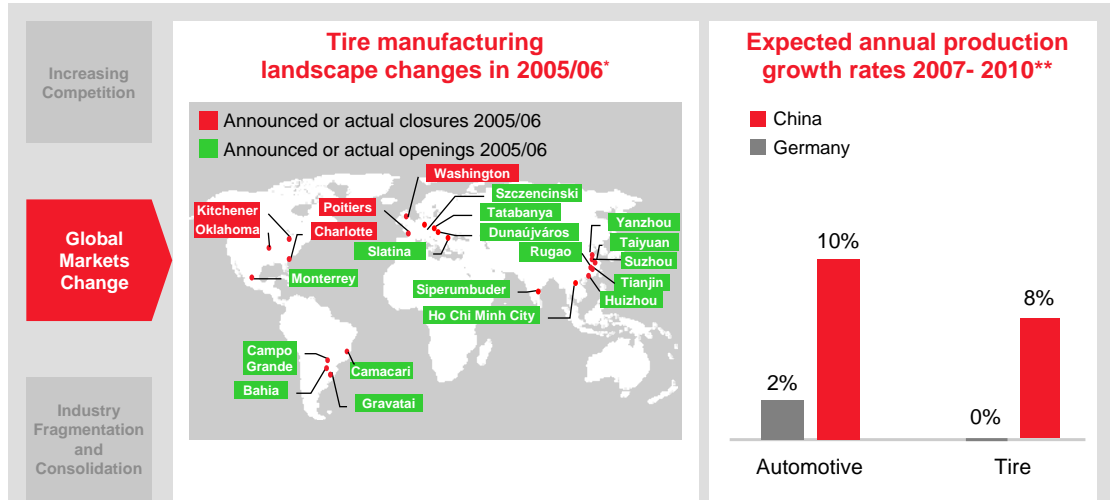 Increasing
Competition
Global
Markets
Change
Industry
Fragmentation
and
Consolidation
Tire manufacturing
landscape changes in 2005/06*
Announced or actual closures 2005/06
Announced or actual openings 2005/06
Washington
Szczencinski
Kitchener
Poitiers
Tatabanya
Oklahoma
Charlotte
Dunaújváros
Yanzhou
Slatina
Rugao
Taiyuan
Suzhou
Monterrey
Siperumbuder
Tianjin
Huizhou
Ho Chi Minh City
Campo
Grande
Camacari
Bahia
Gravatai
Expected annual production
growth rates 2007- 2010**
China
Germany
10%
8%
2%
0%
Automotive
Tire